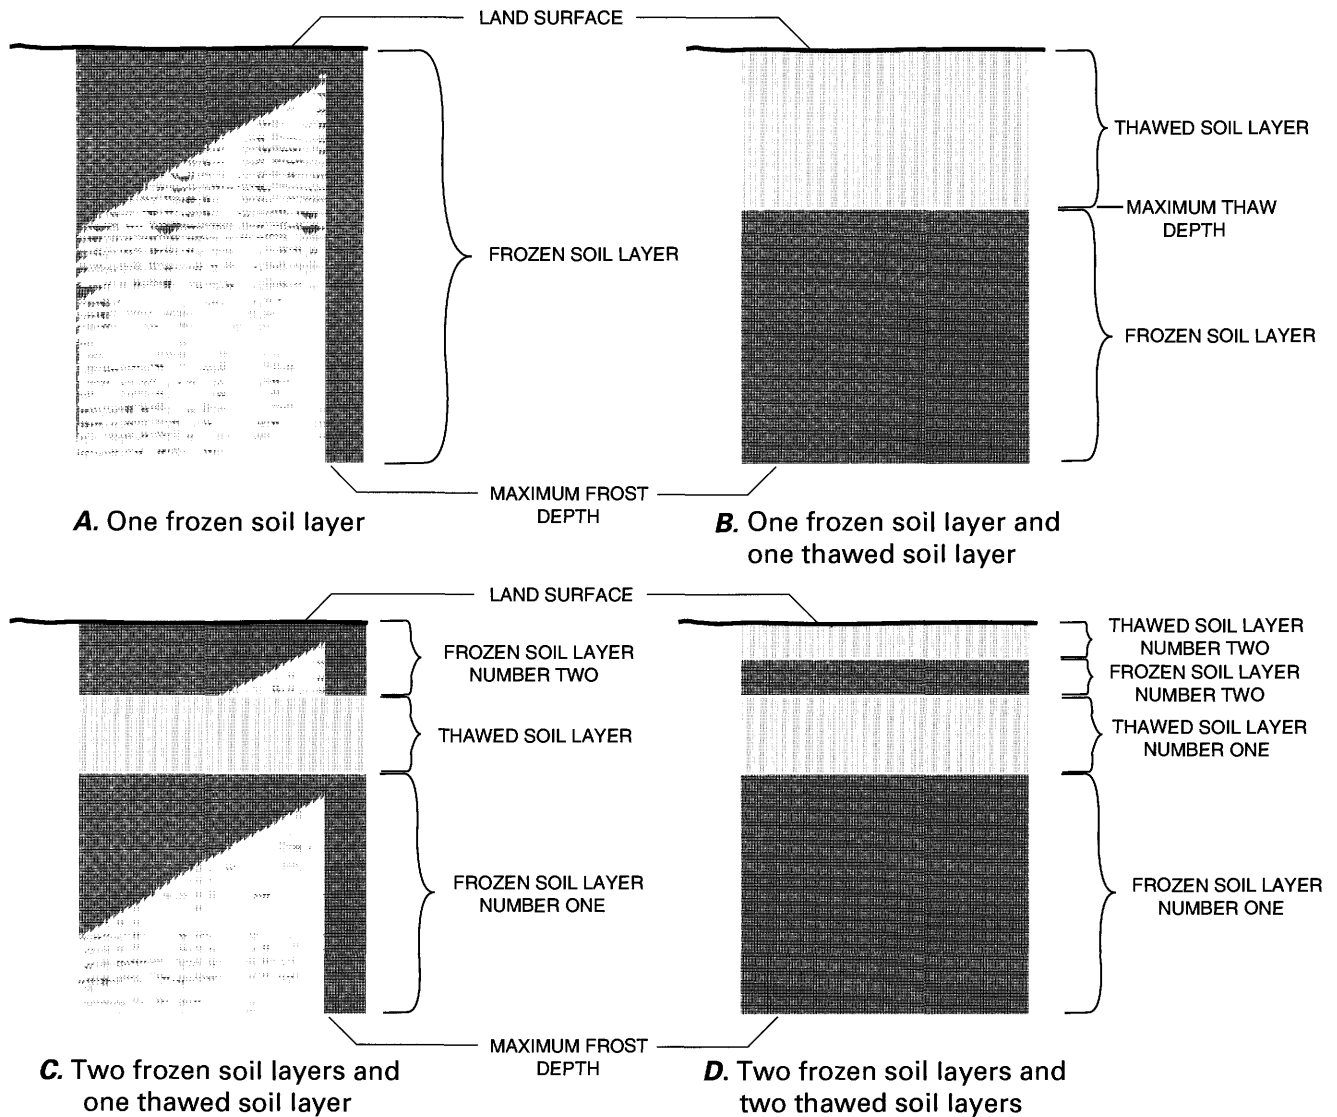 LAND SURFACE
THAWED SOIL LAYER
MAXIMUM THAW
DEPTH
FROZEN SOIL LAYER
FROZEN SOIL LAYER
MAXIMUM FROST
DEPTH
A. One frozen soil layer
B. One frozen soil layer and
one thawed soil layer
LAND SURFACE
FROZEN SOIL LAYER
NUMBER TWO
THAWED SOIL LAYER
FROZEN SOIL LAYER
NUMBER ONE
THAWED SOIL LAYER
NUMBER TWO
FROZEN SOIL LAYER
NUMBER TWO
THAWED SOIL LAYER
NUMBER ONE
FROZEN SOIL LAYER
NUMBER ONE
MAXIMUM FROST
DEPTH
C. Two frozen soil layers and
one thawed soil layer
D. Two frozen soil layers and
two thawed soil layers